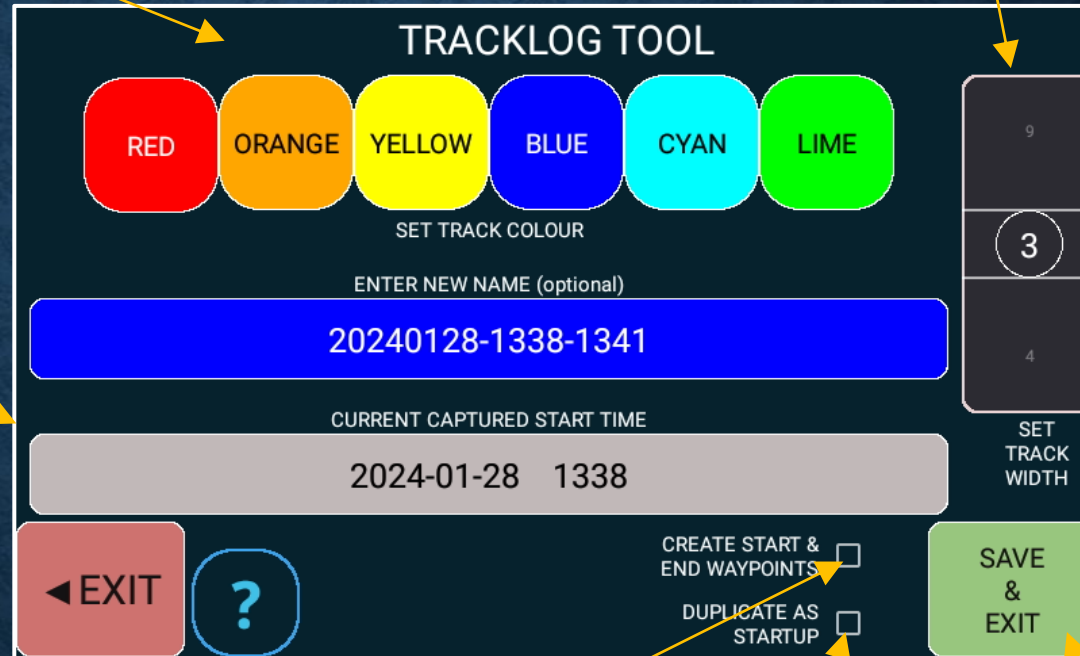 TRACKLOG TOOL
RED ORANGE YELLOW BLUE CYAN LIME
SET TRACK COLOUR
9
3
4
SET
TRACK
WIDTH
ENTER NEW NAME (optional)
20240128-1338-1341
CURRENT CAPTURED START TIME
2024-01-28 1338
◄EXIT
?
CREATE START &
END WAYPOINTS
DUPLICATE AS
STARTUP
SAVE
&
EXIT